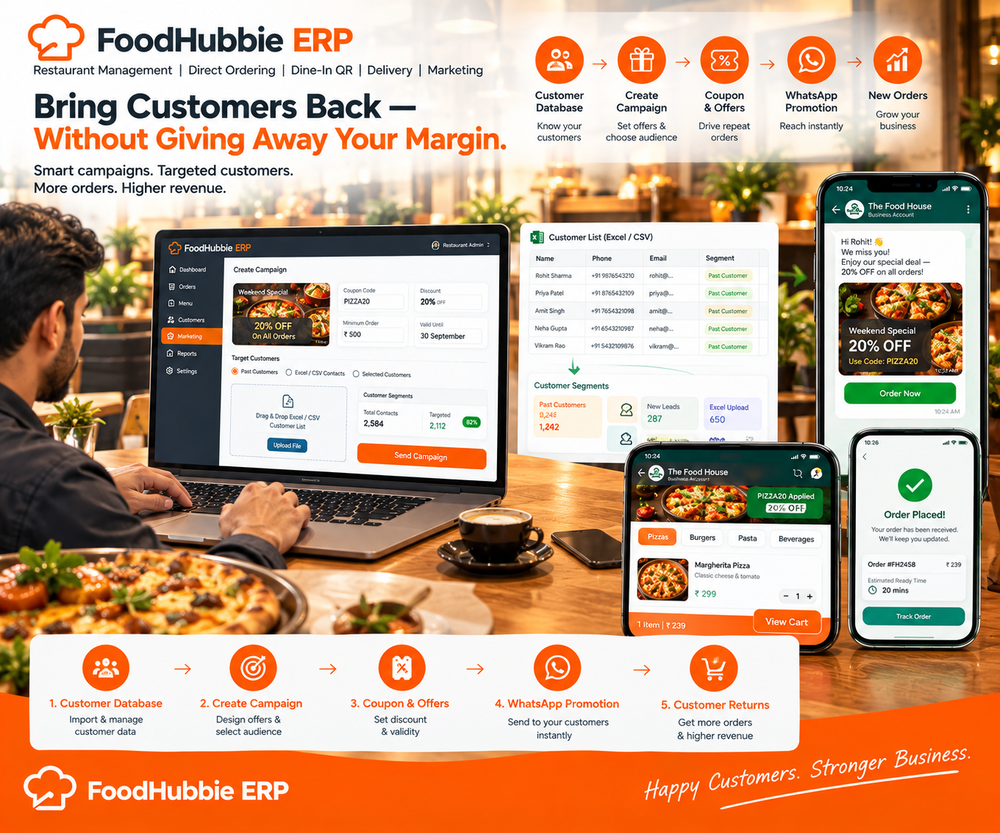 FoodHubbie ERP
Restaurant Management | Direct Ordering | Dine-In QR | Delivery | Marketing
Bring Customers Back —
Without Giving Away Your Margin.
Smart campaigns. Targeted customers.
More orders. Higher revenue.
Customer
Database
Know your
customers
Create
Campaign
Set offers &
choose audience
Coupon
& Offers
Drive repeat
orders
WhatsApp
Promotion
Reach instantly
New Orders
Grow your
business
FoodHubbie ERP
Restaurant Admin
Dashboard
Orders
Menu
Customers
Marketing
Reports
Settings
Create Campaign
Weekend Special
20% OFF
On All Orders
Coupon Code
PIZZA20
Discount
20% OFF
Minimum Order
₹ 500
Valid Until
30 September
Target Customers
Past Customers
Excel / CSV Contacts
Selected Customers
Drag & Drop Excel / CSV
Customer List
Upload File
Customer Segments
Total Contacts
2,584
Targeted
2,112
82%
Send Campaign
Customer List (Excel / CSV)
Name Phone Email Segment
Rohit Sharma +91 9876543210 rohit@... Past Customer
Priya Patel +91 8765432109 priya@... Past Customer
Amit Singh +91 7654321098 amit@... Past Customer
Neha Gupta +91 6543210987 neha@... Past Customer
Vikram Rao +91 5432109876 vikram@... Past Customer
Customer Segments
Past Customers
1,242
New Leads
287
Excel Upload
650
10:24
The Food House
Business Account
Hi Rohit! 👋
We miss you!
Enjoy our special deal —
20% OFF on all orders!
Weekend Special
20% OFF
Use Code: PIZZA20
Order Now
10:24 AM
10:24
The Food House
PIZZA20 Applied
20% OFF
Pizzas
Burgers
Pasta
Beverages
Margherita Pizza
Classic cheese & tomato
₹ 299
− 1 +
1 Item | ₹ 239
View Cart
10:26
Order Placed!
Your order has been received.
We'll keep you updated.
Order #FH2458 ₹ 239
Estimated Ready Time
20 mins
Track Order
1. Customer Database
Import & manage
customer data
2. Create Campaign
Design offers &
select audience
3. Coupon & Offers
Set discount
& validity
4. WhatsApp Promotion
Send to your customers
instantly
5. Customer Returns
Get more orders
& higher revenue
FoodHubbie ERP
Happy Customers. Stronger Business.